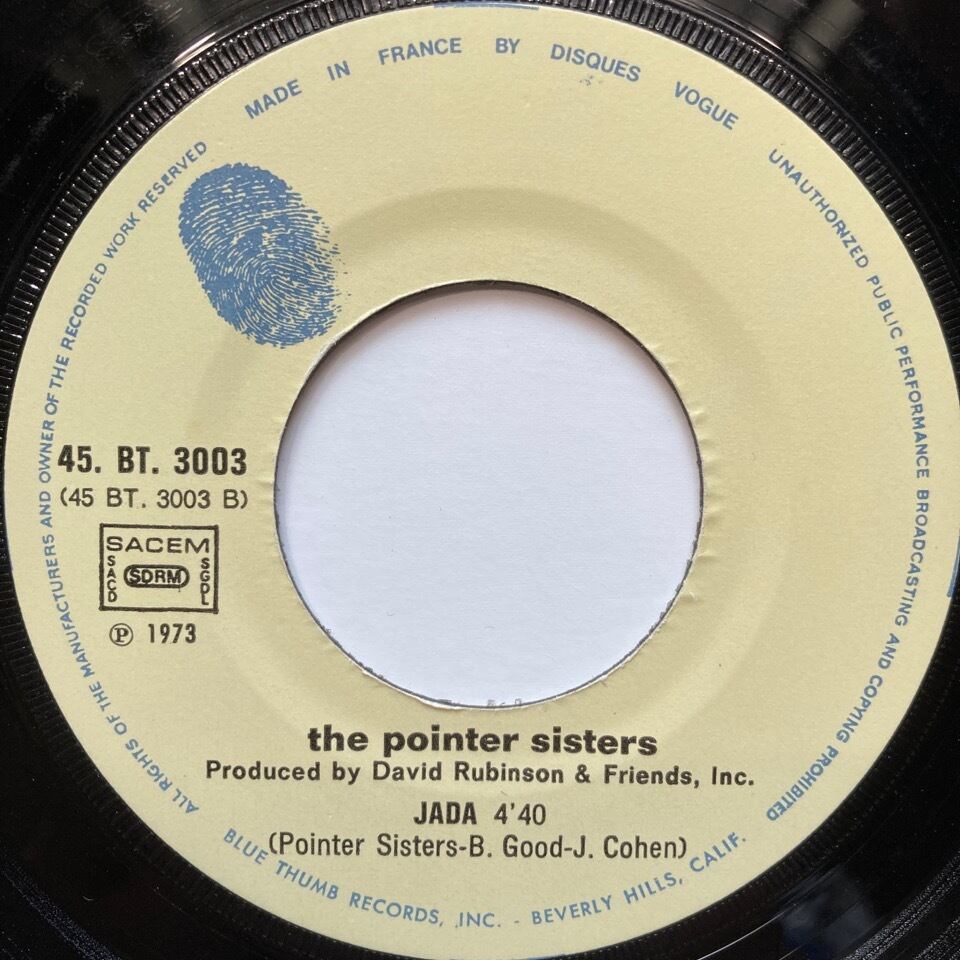 MADE IN FRANCE BY DISQUES VOGUE
UNAUTHORIZED PUBLIC PERFORMANCE BROADCASTING AND COPYING PROHIBITED
ALL RIGHTS OF THE MANUFACTURERS AND OWNER OF THE RECORDED WORK RESERVED
45. BT. 3003
(45 BT. 3003 B)
SACEM
SACD
SDRM
SGDL
℗ 1973
the pointer sisters
Produced by David Rubinson & Friends, Inc.
JADA 4'40
(Pointer Sisters-B. Good-J. Cohen)
BLUE THUMB RECORDS, INC. - BEVERLY HILLS, CALIF.